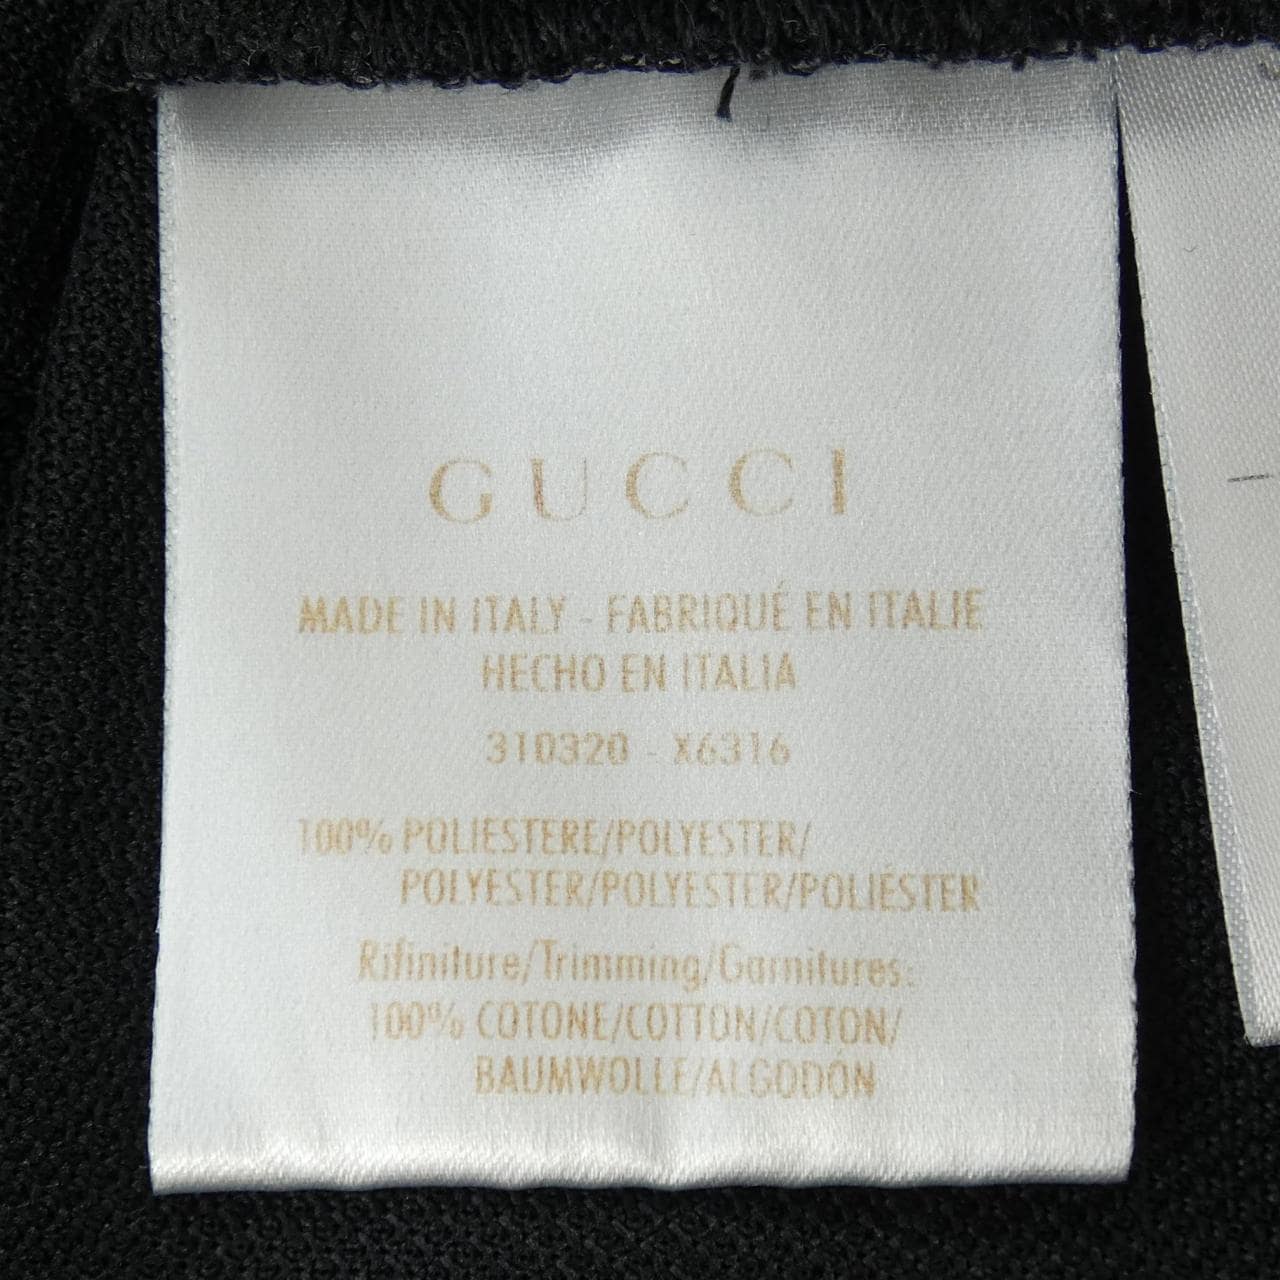 GUCCI
MADE IN ITALY - FABRIQUÉ EN ITALIE
HECHO EN ITALIA
310320 - X6316
100% POLIESTERE/POLYESTER/
POLYESTER/POLYESTER/POLIÉSTER
Rifiniture/Trimming/Garnitures:
100% COTONE/COTTON/COTON/
BAUMWOLLE/ALGODÓN